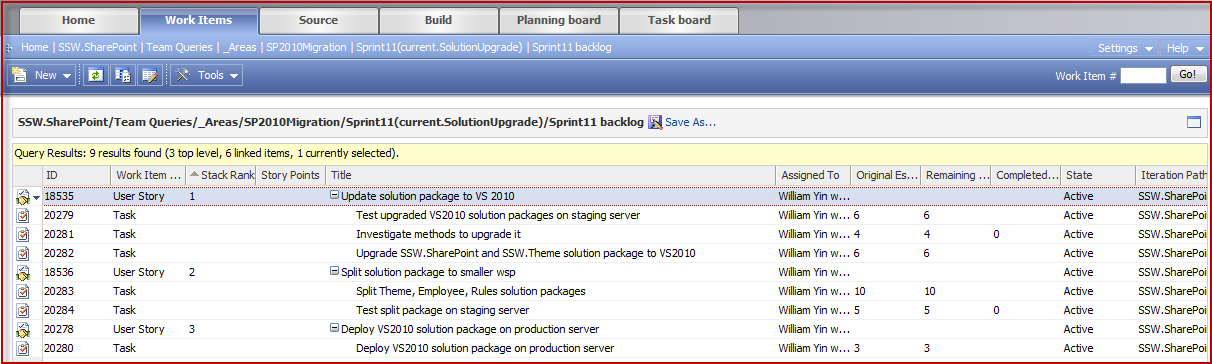 Home Work Items Source Build Planning board Task board
Home | SSW.SharePoint | Team Queries | _Areas | SP2010Migration | Sprint11(current.SolutionUpgrade) | Sprint11 backlog Settings Help
New Tools Work Item # Go!
SSW.SharePoint/Team Queries/_Areas/SP2010Migration/Sprint11(current.SolutionUpgrade)/Sprint11 backlog Save As...
Query Results: 9 results found (3 top level, 6 linked items, 1 currently selected).
ID Work Item ... Stack Rank Story Points Title Assigned To Original Es... Remaining ... Completed... State Iteration Path
18535 User Story 1 Update solution package to VS 2010 William Yin w... Active SSW.SharePoi
20279 Task Test upgraded VS2010 solution packages on staging server William Yin w... 6 6 Active SSW.SharePoi
20281 Task Investigate methods to upgrade it William Yin w... 4 4 0 Active SSW.SharePoi
20282 Task Upgrade SSW.SharePoint and SSW.Theme solution package to VS2010 William Yin w... 6 6 Active SSW.SharePoi
18536 User Story 2 Split solution package to smaller wsp William Yin w... Active SSW.SharePoi
20283 Task Split Theme, Employee, Rules solution packages William Yin w... 10 10 Active SSW.SharePoi
20284 Task Test split package on staging server William Yin w... 5 5 0 Active SSW.SharePoi
20278 User Story 3 Deploy VS2010 solution package on production server William Yin w... Active SSW.SharePoi
20280 Task Deploy VS2010 solution package on production server William Yin w... 3 3 Active SSW.SharePoi